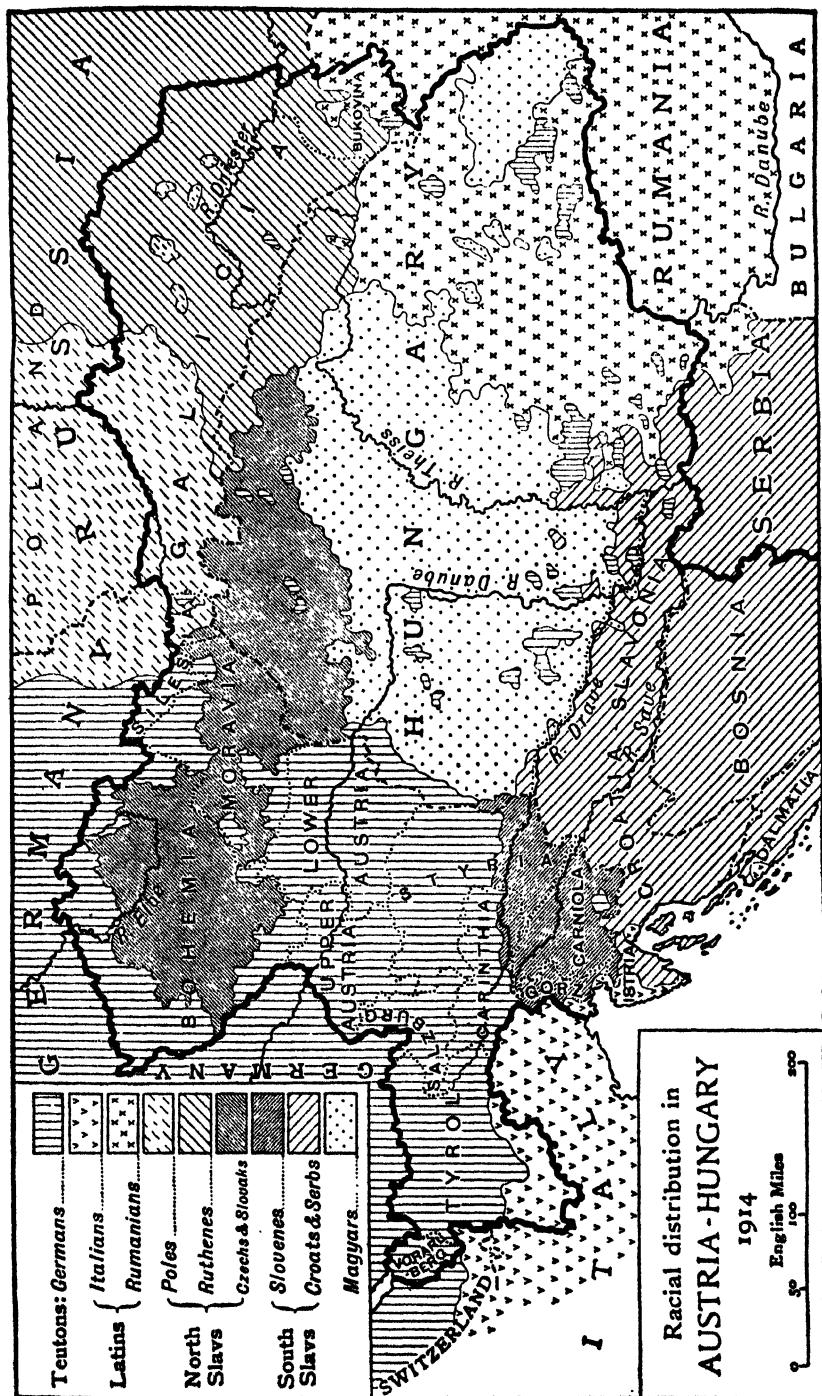 Teutons: Germans
Latins
Italians
Rumanians
North
Slavs
Poles
Ruthenes
Czechs & Slovaks
South
Slavs
Slovenes
Croats & Serbs
Magyars
GERMANY
GERMANY
POLAND
RUSSIA
SILESIA
GALICIA
R. Dniester
BUKOVINA
R. Elbe
BOHEMIA
MORAVIA
LOWER
AUSTRIA
UPPER
AUSTRIA
SALZBURG
TYROL
VORARLBERG
SWITZERLAND
STYRIA
CARINTHIA
CARNIOLA
GORZ
ISTRIA
ITALY
HUNGARY
R. Danube
R. Theiss
R. Drave
R. Save
CROATIA-SLAVONIA
BOSNIA
DALMATIA
SERBIA
RUMANIA
R. Danube
BULGARIA
Racial distribution in
AUSTRIA-HUNGARY
1914
English Miles
0 50 100 200